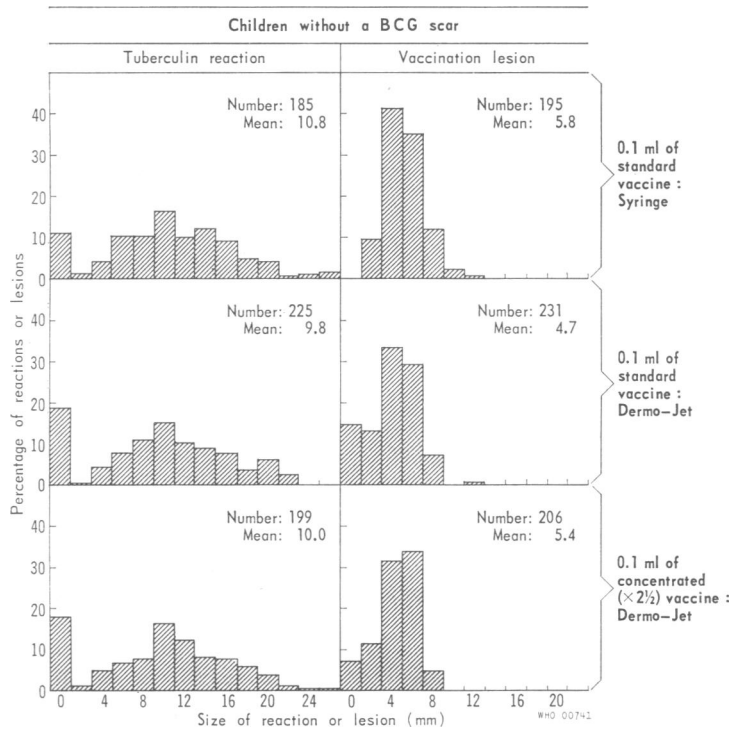 Children without a BCG scar
Tuberculin reaction
Vaccination lesion
Percentage of reactions or lesions
40
30
20
10
0
Number: 185
Mean: 10.8
Number: 195
Mean: 5.8
0.1 ml of
standard
vaccine :
Syringe
40
30
20
10
0
Number: 225
Mean: 9.8
Number: 231
Mean: 4.7
0.1 ml of
standard
vaccine :
Dermo–Jet
40
30
20
10
0
Number: 199
Mean: 10.0
Number: 206
Mean: 5.4
0.1 ml of
concentrated
(×2½) vaccine :
Dermo–Jet
0 4 8 12 16 20 24 0 4 8 12 16 20
Size of reaction or lesion (mm)
WHO 00741